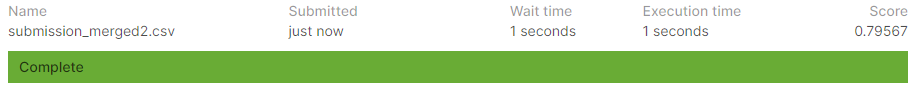 Name Submitted Wait time Execution time Score
submission_merged2.csv just now 1 seconds 1 seconds 0.79567
Complete